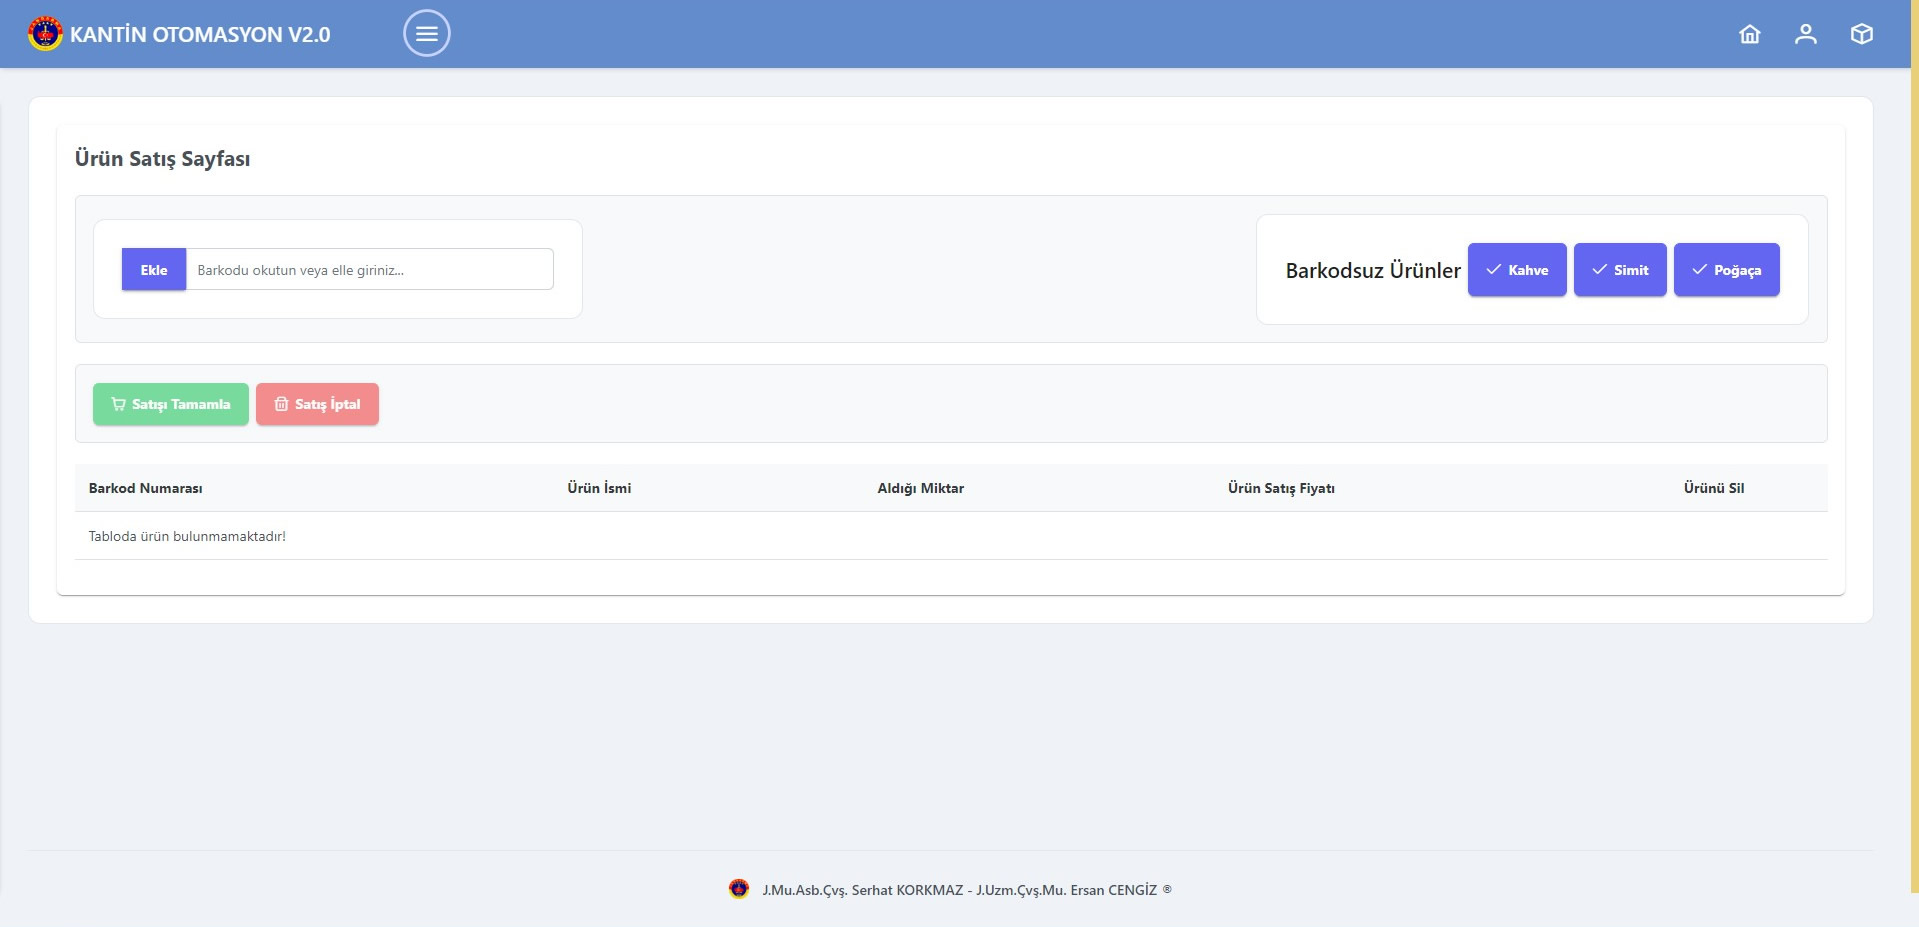 KANTİN OTOMASYON V2.0
Ürün Satış Sayfası
Ekle
Barkodu okutun veya elle giriniz...
Barkodsuz Ürünler
Kahve
Simit
Poğaça
Satışı Tamamla
Satış İptal
Barkod Numarası Ürün İsmi Aldığı Miktar Ürün Satış Fiyatı Ürünü Sil
Tabloda ürün bulunmamaktadır!
J.Mu.Asb.Çvş. Serhat KORKMAZ - J.Uzm.Çvş.Mu. Ersan CENGİZ ®